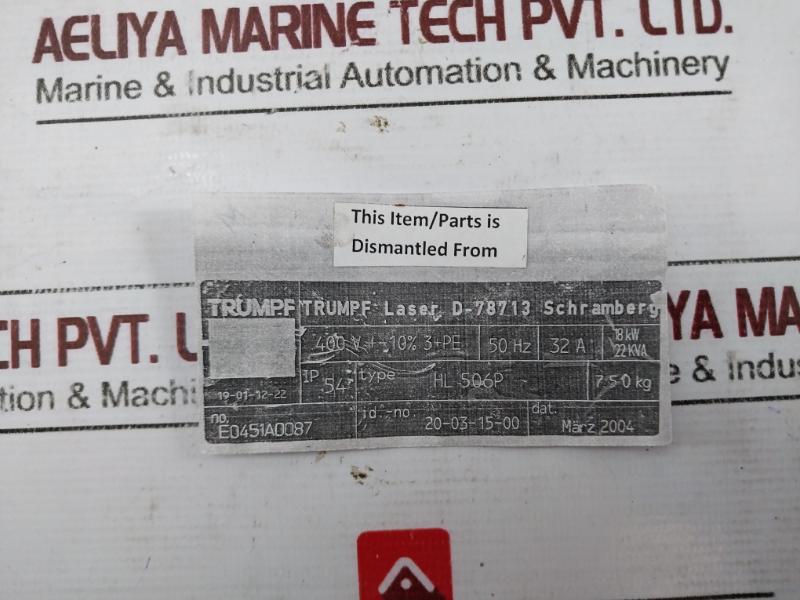 AELIYA MARINE TECH PVT. LTD.
Marine & Industrial Automation & Machinery
This Item/Parts is
Dismantled From
TRUMPF TRUMPF Laser D-78713 Schramberg
400 V +-10% 3+PE 50 Hz 32 A 18 kW
22 KVA
19-01-12-22 IP 54 type HL 506P 750 kg
no. E0451A0087 id.-no. 20-03-15-00 dat. März 2004
CH PVT. L
YA MA
tion & Machi
e & Indus